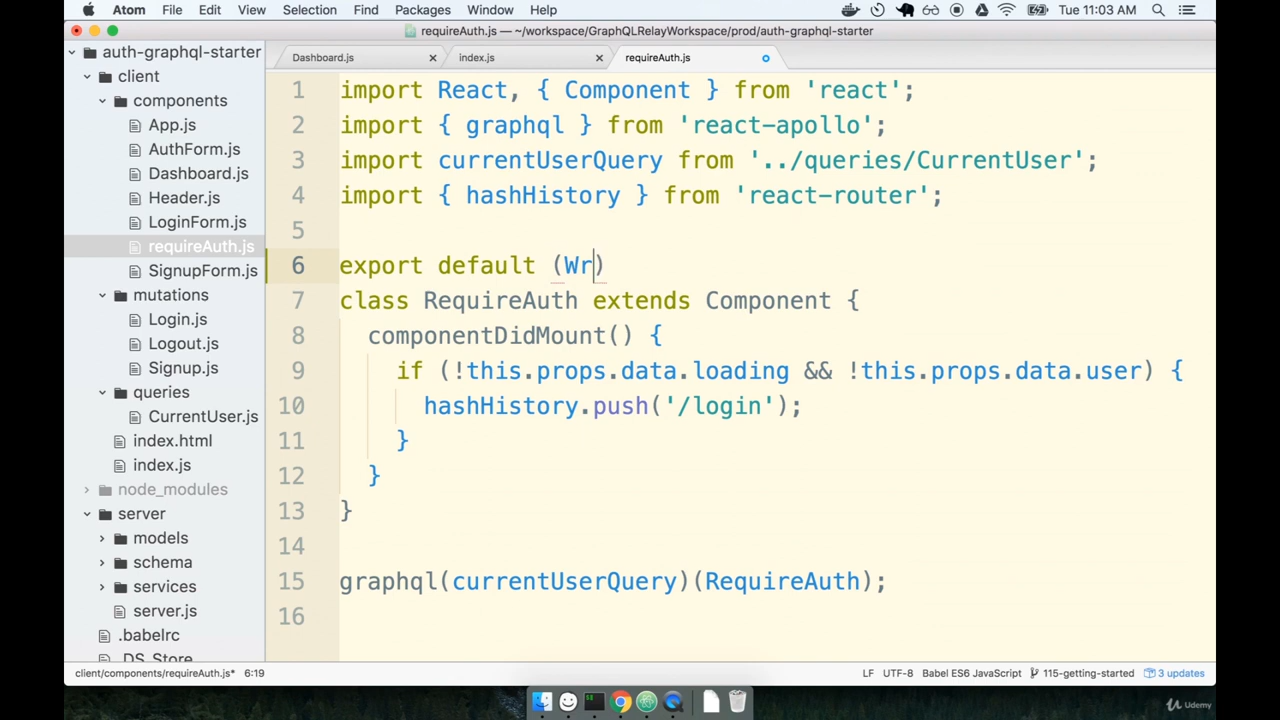 Atom File Edit View Selection Find Packages Window Help Tue 11:03 AM
requireAuth.js — ~/workspace/GraphQLRelayWorkspace/prod/auth-graphql-starter
auth-graphql-starter
client
components
App.js
AuthForm.js
Dashboard.js
Header.js
LoginForm.js
requireAuth.js
SignupForm.js
mutations
Login.js
Logout.js
Signup.js
queries
CurrentUser.js
index.html
index.js
node_modules
server
models
schema
services
server.js
.babelrc
.DS_Store
Dashboard.js index.js requireAuth.js
1 import React, { Component } from 'react';
2 import { graphql } from 'react-apollo';
3 import currentUserQuery from '../queries/CurrentUser';
4 import { hashHistory } from 'react-router';
5
6 export default (Wr)
7 class RequireAuth extends Component {
8 componentDidMount() {
9 if (!this.props.data.loading && !this.props.data.user) {
10 hashHistory.push('/login');
11 }
12 }
13 }
14
15 graphql(currentUserQuery)(RequireAuth);
16
client/components/requireAuth.js* 6:19 LF UTF-8 Babel ES6 JavaScript 115-getting-started 3 updates
Udemy